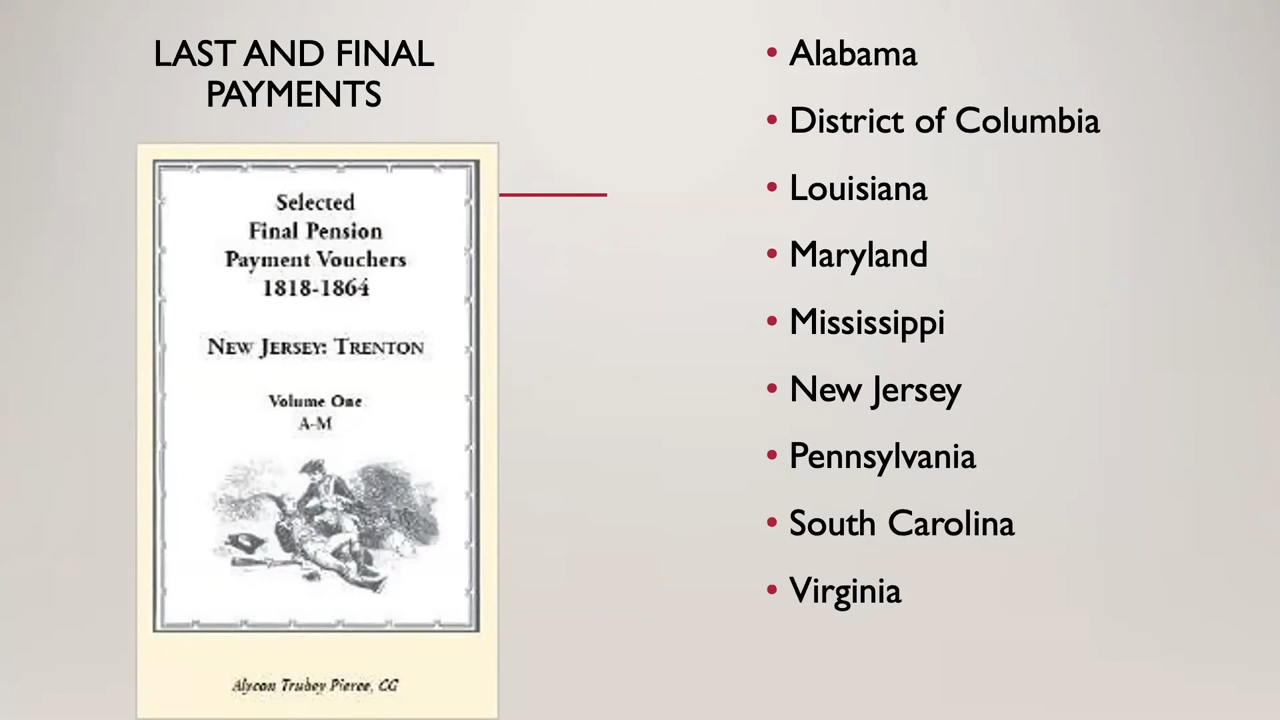 LAST AND FINAL
PAYMENTS
Selected
Final Pension
Payment Vouchers
1818-1864
NEW JERSEY: TRENTON
Volume One
A-M
Alycon Trubey Pierce, CG
• Alabama
• District of Columbia
• Louisiana
• Maryland
• Mississippi
• New Jersey
• Pennsylvania
• South Carolina
• Virginia